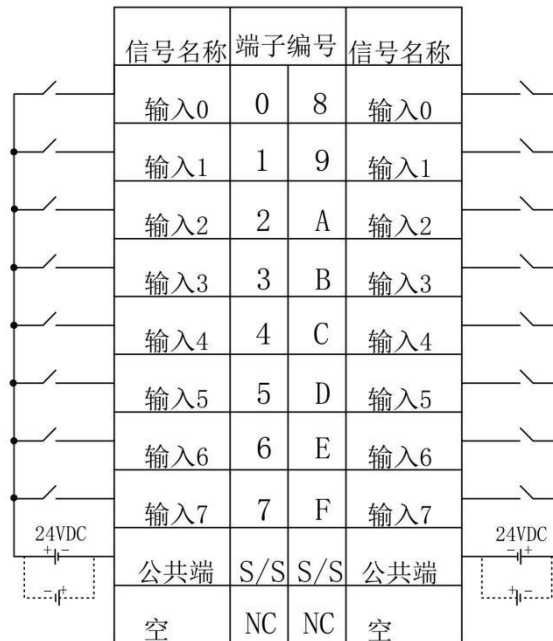 信号名称 端子编号 信号名称
输入0 0 8 输入0
输入1 1 9 输入1
输入2 2 A 输入2
输入3 3 B 输入3
输入4 4 C 输入4
输入5 5 D 输入5
输入6 6 E 输入6
输入7 7 F 输入7
24VDC 24VDC
+ - + -
公共端 S/S S/S 公共端
- + - +
空 NC NC 空